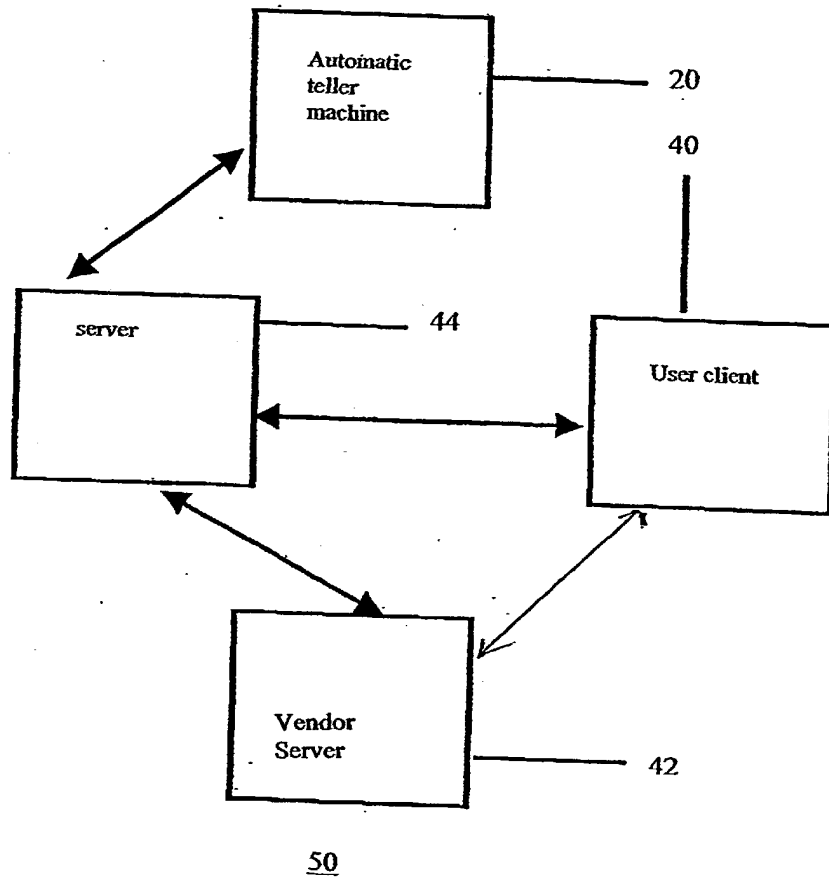 Automatic
teller
machine
20
40
server
44
User client
Vendor
Server
42
50